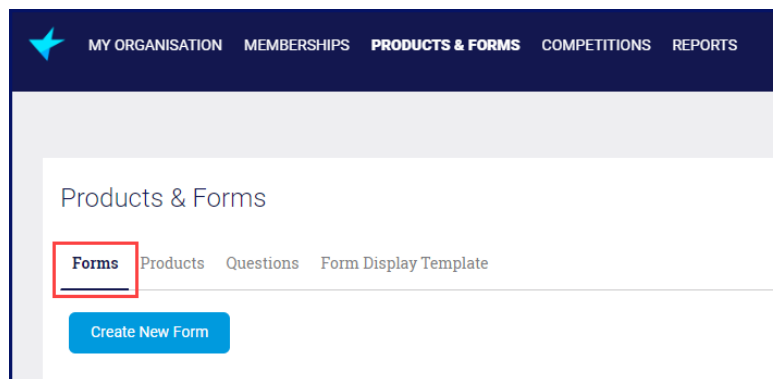 MY ORGANISATION MEMBERSHIPS PRODUCTS & FORMS COMPETITIONS REPORTS
Products & Forms
Forms Products Questions Form Display Template
Create New Form